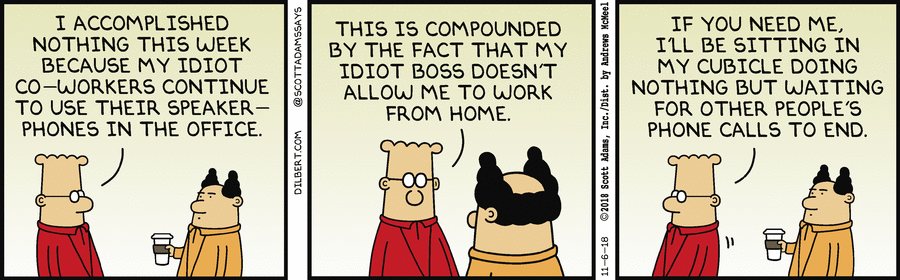 I ACCOMPLISHED
NOTHING THIS WEEK
BECAUSE MY IDIOT
CO-WORKERS CONTINUE
TO USE THEIR SPEAKER-
PHONES IN THE OFFICE.
DILBERT.COM @SCOTTADAMSSAYS
THIS IS COMPOUNDED
BY THE FACT THAT MY
IDIOT BOSS DOESN'T
ALLOW ME TO WORK
FROM HOME.
11-6-18 ©2018 Scott Adams, Inc./Dist. by Andrews McMeel
IF YOU NEED ME,
I'LL BE SITTING IN
MY CUBICLE DOING
NOTHING BUT WAITING
FOR OTHER PEOPLE'S
PHONE CALLS TO END.